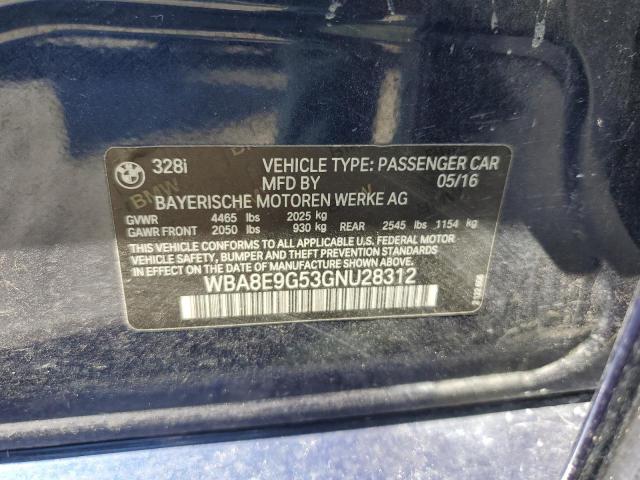 328i VEHICLE TYPE: PASSENGER CAR
MFD BY 05/16
BAYERISCHE MOTOREN WERKE AG
GVWR 4465 lbs 2025 kg
GAWR FRONT 2050 lbs 930 kg REAR 2545 lbs 1154 kg
THIS VEHICLE CONFORMS TO ALL APPLICABLE U.S. FEDERAL MOTOR
VEHICLE SAFETY, BUMPER AND THEFT PREVENTION STANDARDS
IN EFFECT ON THE DATE OF MANUFACTURE SHOWN ABOVE.
WBA8E9G53GNU28312
BMW